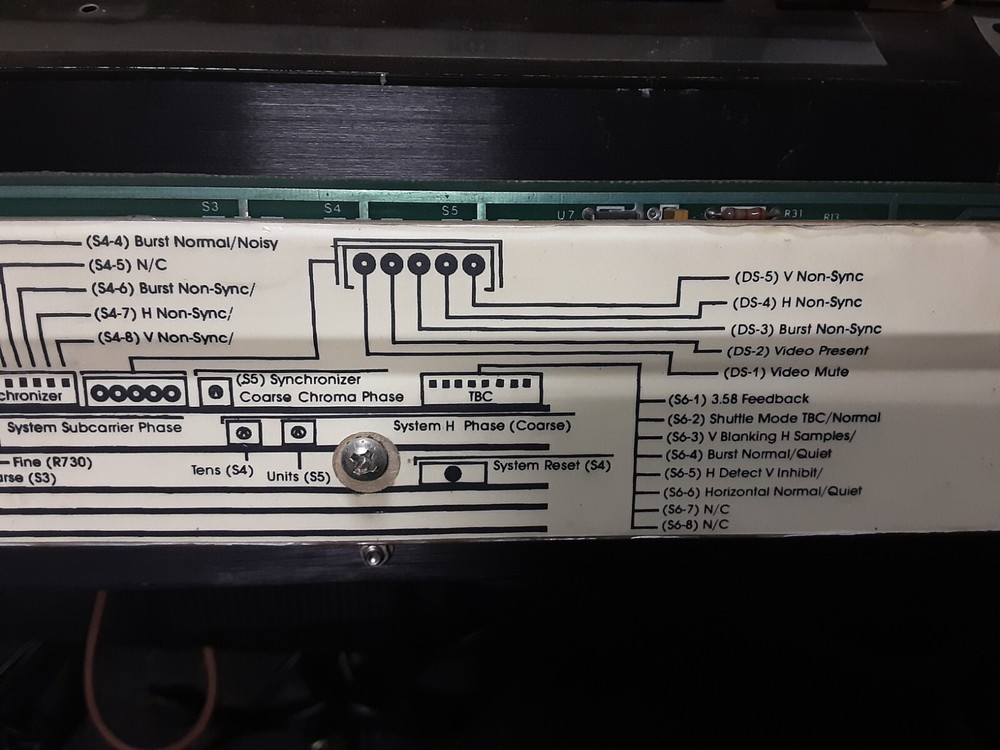 S3
S4
S5
U7
R31
R13
(S4-4) Burst Normal/Noisy
(S4-5) N/C
(S4-6) Burst Non-Sync/
(S4-7) H Non-Sync/
(S4-8) V Non-Sync/
(DS-5) V Non-Sync
(DS-4) H Non-Sync
(DS-3) Burst Non-Sync
(DS-2) Video Present
(DS-1) Video Mute
chronizer
(S5) Synchronizer
Coarse Chroma Phase
TBC
System Subcarrier Phase
System H Phase (Coarse)
Fine (R730)
arse (S3)
Tens (S4)
Units (S5)
System Reset (S4)
(S6-1) 3.58 Feedback
(S6-2) Shuttle Mode TBC/Normal
(S6-3) V Blanking H Samples/
(S6-4) Burst Normal/Quiet
(S6-5) H Detect V Inhibit/
(S6-6) Horizontal Normal/Quiet
(S6-7) N/C
(S6-8) N/C